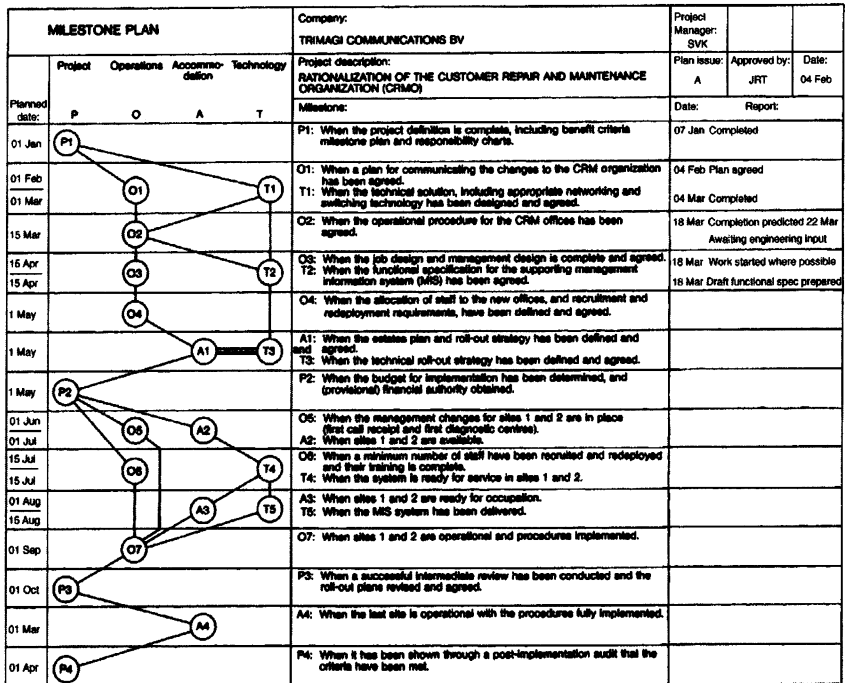 MILESTONE PLAN
Company:
TRIMAGI COMMUNICATIONS BV
Project
Manager:
SVK
Project Operations Accommo- Technology
dation
P O A T
Planned
date:
Project description:
RATIONALIZATION OF THE CUSTOMER REPAIR AND MAINTENANCE
ORGANIZATION (CRMO)
Plan issue: Approved by: Date:
A JRT 04 Feb
Milestone:
Date: Report:
01 Jan
P1
P1: When the project definition is complete, including benefit criteria
milestone plan and responsibility charts.
07 Jan Completed
01 Feb
01 Mar
O1 T1
O1: When a plan for communicating the changes to the CRM organization
has been agreed.
T1: When the technical solution, including appropriate networking and
switching technology has been designed and agreed.
04 Feb Plan agreed
04 Mar Completed
15 Mar
O2
O2: When the operational procedure for the CRM offices has been
agreed.
18 Mar Completion predicted 22 Mar
Awaiting engineering input
15 Apr
15 Apr
O3 T2
O3: When the job design and management design is complete and agreed.
T2: When the functional specification for the supporting management
information system (MIS) has been agreed.
18 Mar Work started where possible
18 Mar Draft functional spec prepared
1 May
O4
O4: When the allocation of staff to the new offices, and recruitment and
redeployment requirements, have been defined and agreed.
1 May
A1 T3
A1: When the estates plan and roll-out strategy has been defined and
and agreed.
T3: When the technical roll-out strategy has been defined and agreed.
1 May
P2
P2: When the budget for implementation has been determined, and
(provisional) financial authority obtained.
01 Jun
01 Jul
O5 A2
O5: When the management changes for sites 1 and 2 are in place
(first call receipt and first diagnostic centres).
A2: When sites 1 and 2 are available.
15 Jul
15 Jul
O6 T4
O6: When a minimum number of staff have been recruited and redeployed
and their training is complete.
T4: When the system is ready for service in sites 1 and 2.
01 Aug
15 Aug
A3 T5
A3: When sites 1 and 2 are ready for occupation.
T5: When the MIS system has been delivered.
01 Sep
O7
O7: When sites 1 and 2 are operational and procedures implemented.
01 Oct
P3
P3: When a successful intermediate review has been conducted and the
roll-out plans revised and agreed.
01 Mar
A4
A4: When the last site is operational with the procedures fully implemented.
01 Apr
P4
P4: When it has been shown through a post-implementation audit that the
criteria have been met.